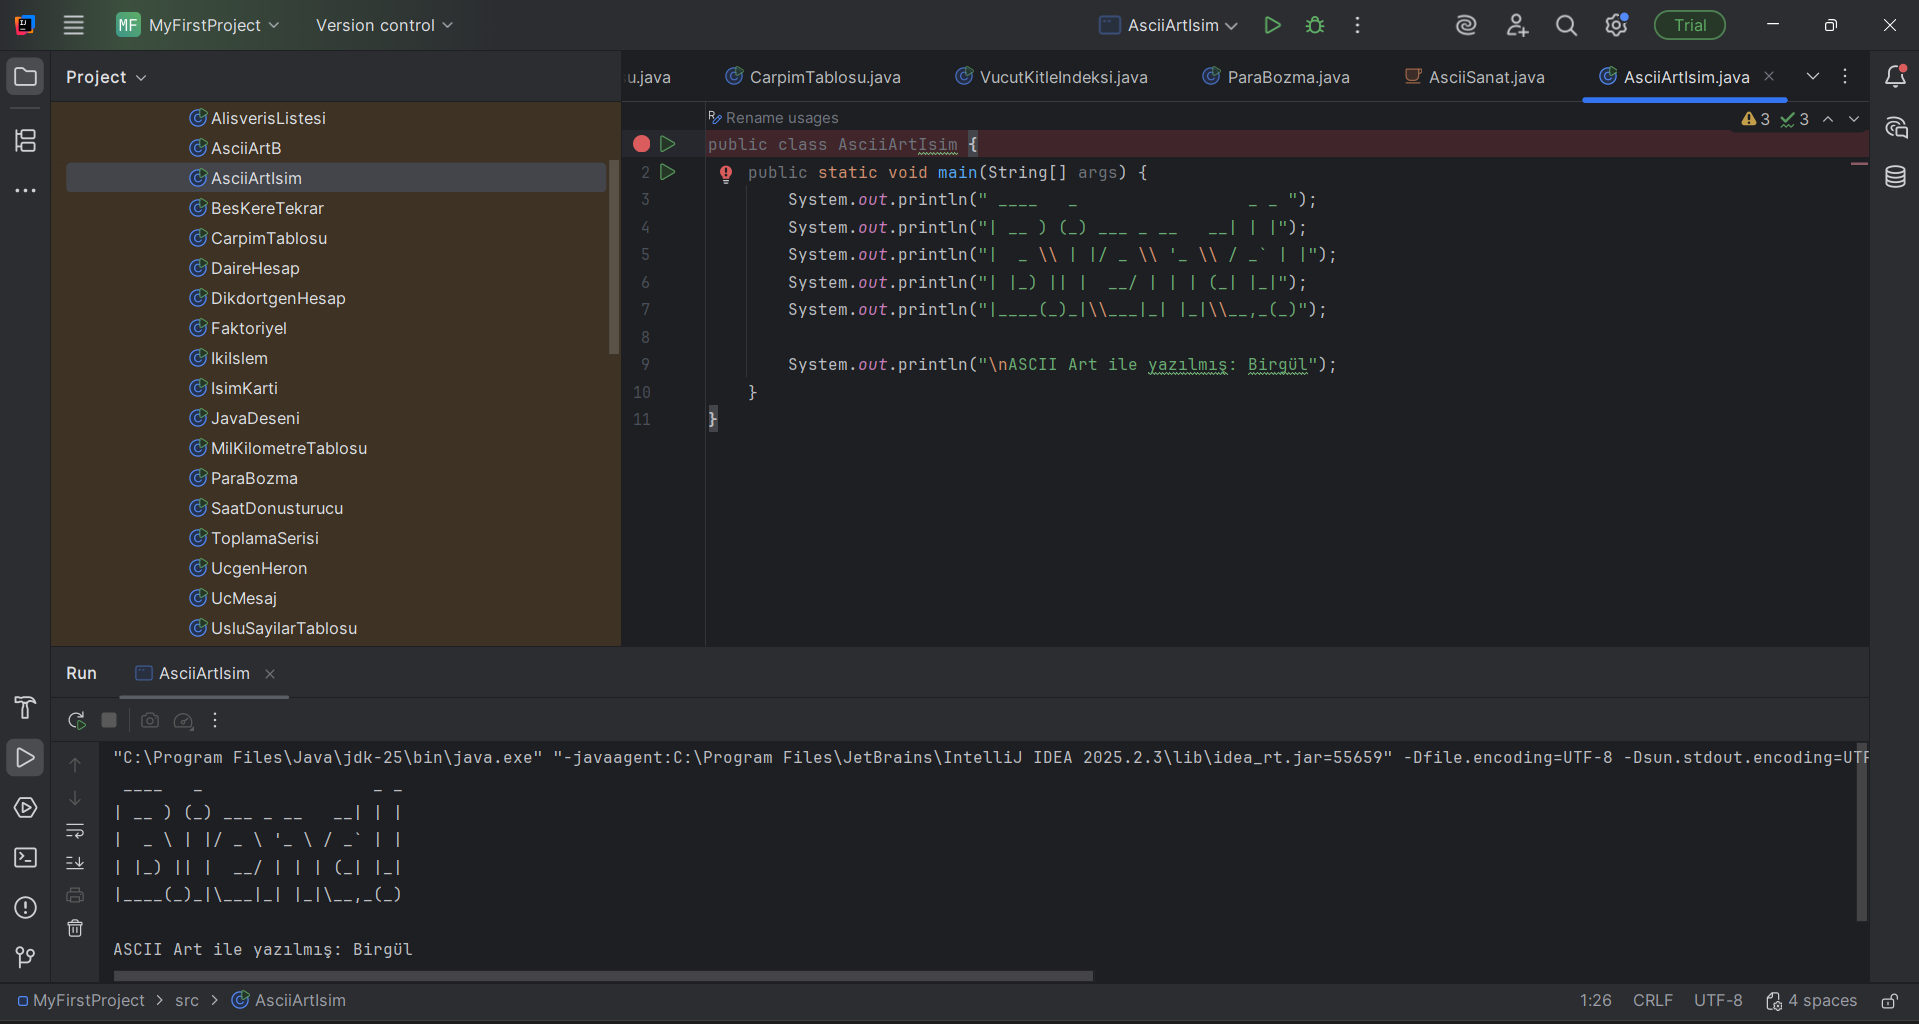 MF MyFirstProject Version control AsciiArtIsim Trial
Project
u.java CarpimTablosu.java VucutKitleIndeksi.java ParaBozma.java AsciiSanat.java AsciiArtIsim.java
AlisverisListesi
AsciiArtB
AsciiArtIsim
BesKereTekrar
CarpimTablosu
DaireHesap
DikdortgenHesap
Faktoriyel
IkiIslem
IsimKarti
JavaDeseni
MilKilometreTablosu
ParaBozma
SaatDonusturucu
ToplamaSerisi
UcgenHeron
UcMesaj
UsluSayilarTablosu
Rename usages 3 3
public class AsciiArtIsim {
2 public static void main(String[] args) {
3 System.out.println(" ____   _                 _ _ ");
4 System.out.println("| __ ) (_) ___ _ __   __| | |");
5 System.out.println("|  _ \\ | |/ _ \\ '_ \\ / _` | |");
6 System.out.println("| |_) || |  __/ | | | (_| |_|");
7 System.out.println("|____(_)_|\\___|_| |_|\\__,_(_)");
8
9 System.out.println("\nASCII Art ile yazılmış: Birgül");
10 }
11 }
Run AsciiArtIsim
"C:\Program Files\Java\jdk-25\bin\java.exe" "-javaagent:C:\Program Files\JetBrains\IntelliJ IDEA 2025.2.3\lib\idea_rt.jar=55659" -Dfile.encoding=UTF-8 -Dsun.stdout.encoding=UTF
 ____   _                 _ _
| __ ) (_) ___ _ __   __| | |
|  _ \ | |/ _ \ '_ \ / _` | |
| |_) || |  __/ | | | (_| |_|
|____(_)_|\___|_| |_|\__,_(_)
ASCII Art ile yazılmış: Birgül
MyFirstProject > src > AsciiArtIsim 1:26 CRLF UTF-8 4 spaces